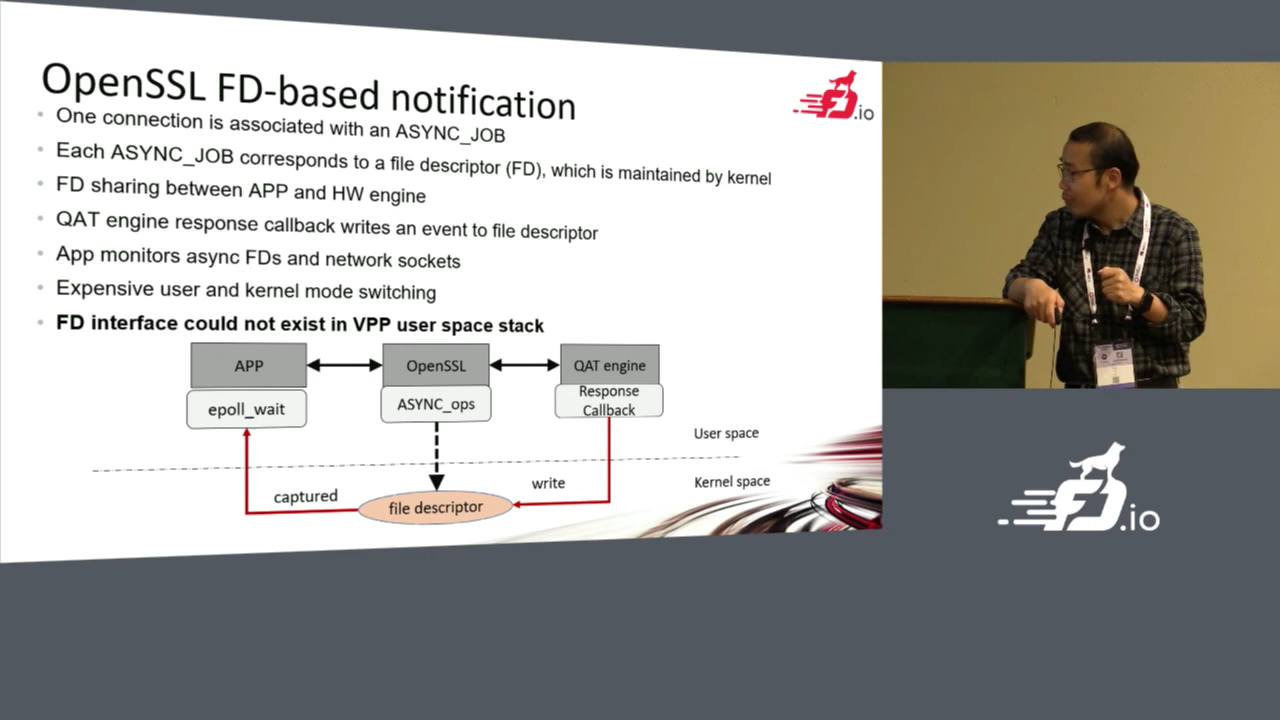 OpenSSL FD-based notification
FD.io
• One connection is associated with an ASYNC_JOB
• Each ASYNC_JOB corresponds to a file descriptor (FD), which is maintained by kernel
• FD sharing between APP and HW engine
• QAT engine response callback writes an event to file descriptor
• App monitors async FDs and network sockets
• Expensive user and kernel mode switching
• FD interface could not exist in VPP user space stack
APP
OpenSSL
QAT engine
epoll_wait
ASYNC_ops
Response
Callback
User space
Kernel space
captured
write
file descriptor
FD.io